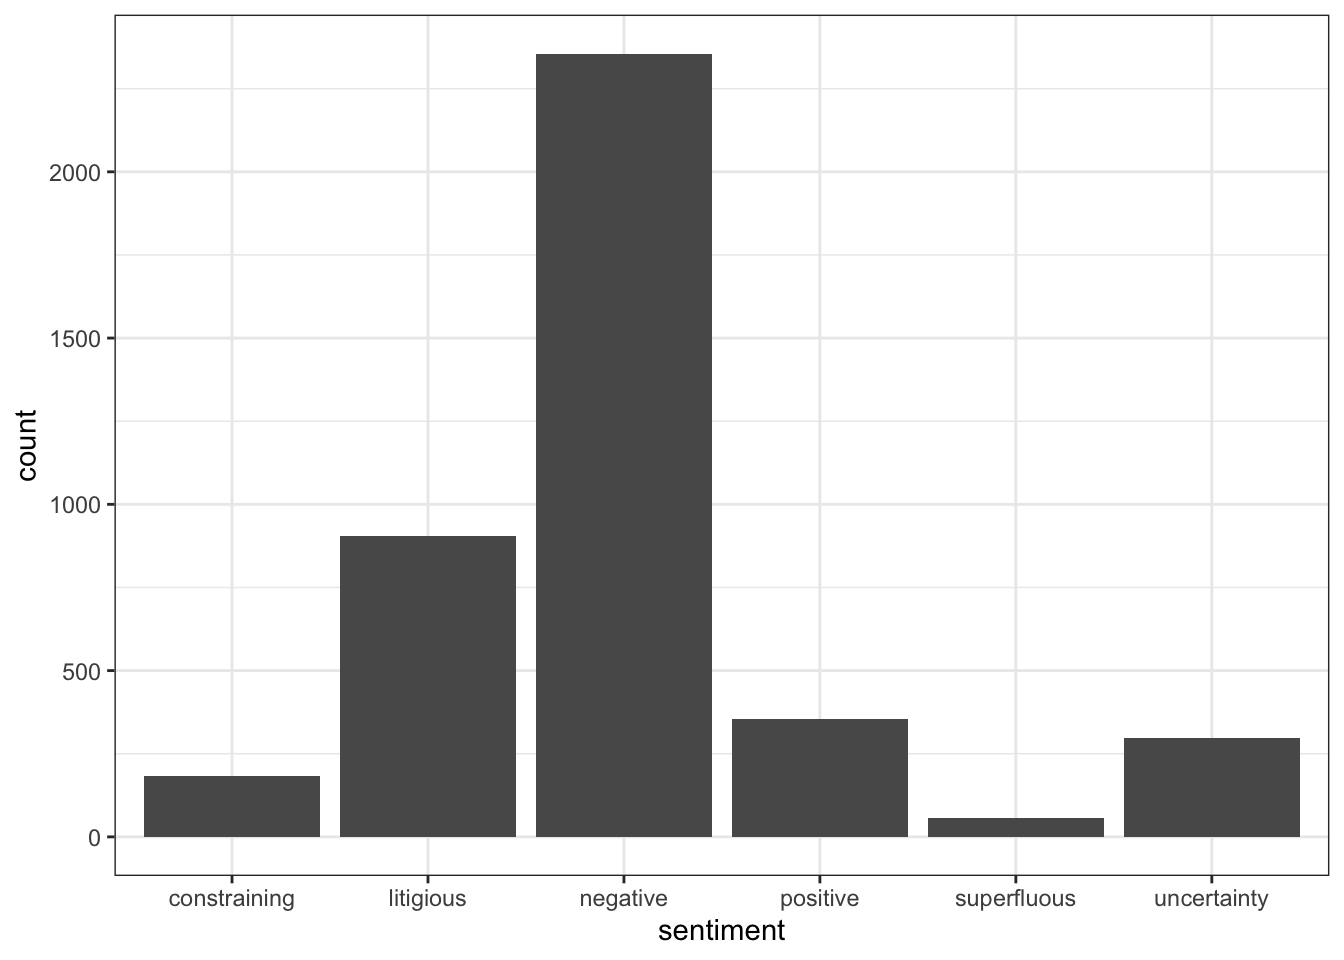 count
2000
1500
1000
500
0
constraining litigious negative positive superfluous uncertainty
sentiment